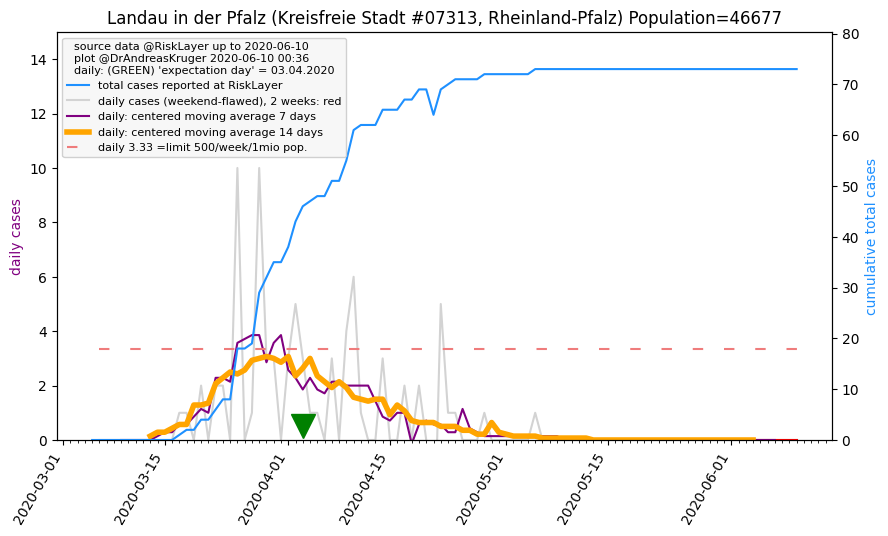 Landau in der Pfalz (Kreisfreie Stadt #07313, Rheinland-Pfalz) Population=46677
source data @RiskLayer up to 2020-06-10
plot @DrAndreasKruger 2020-06-10 00:36
daily: (GREEN) 'expectation day' = 03.04.2020
total cases reported at RiskLayer
daily cases (weekend-flawed), 2 weeks: red
daily: centered moving average 7 days
daily: centered moving average 14 days
daily 3.33 =limit 500/week/1mio pop.
daily cases
14
12
10
8
6
4
2
0
cumulative total cases
80
70
60
50
40
30
20
10
0
2020-03-01
2020-03-15
2020-04-01
2020-04-15
2020-05-01
2020-05-15
2020-06-01